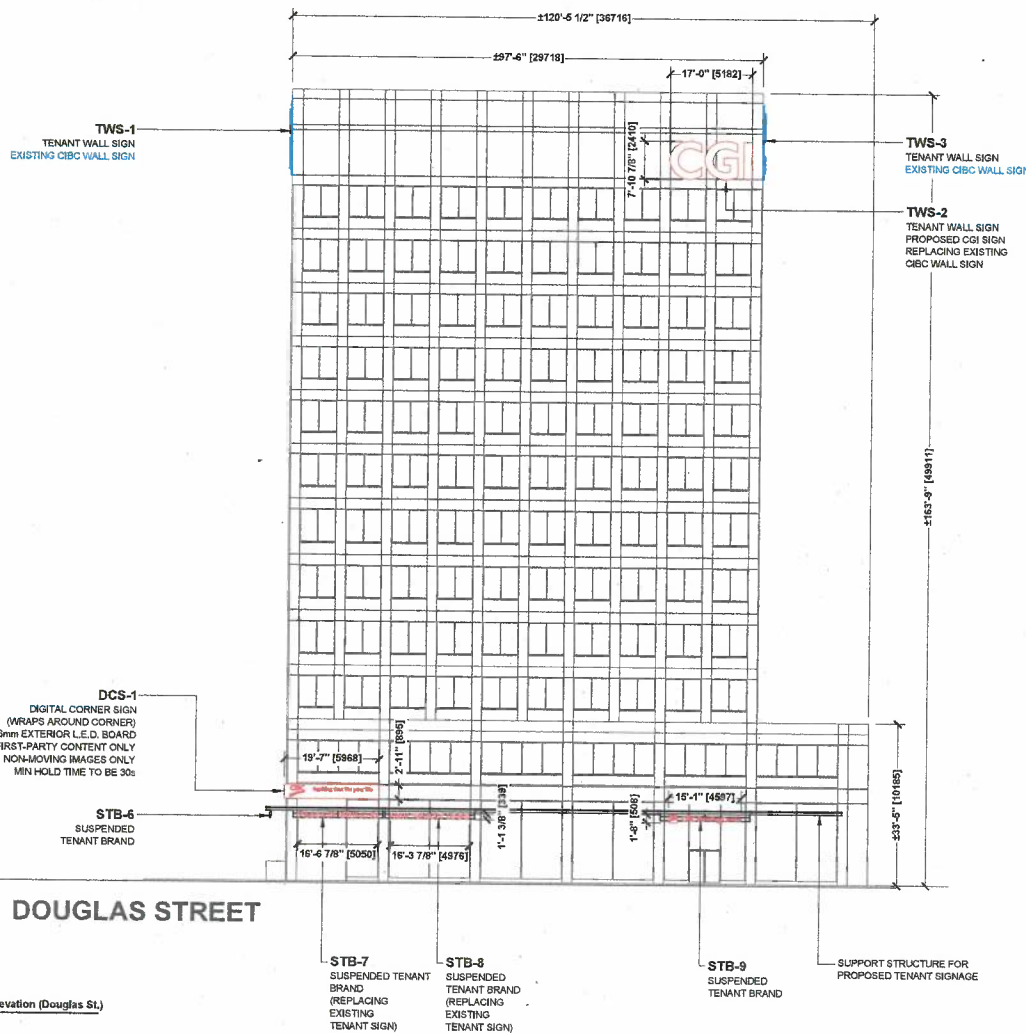 ±120'-5 1/2" [36716]
±97'-6" [29718]
17'-0" [5182]
TWS-1
TENANT WALL SIGN
EXISTING CIBC WALL SIGN
7'-10 7/8" [2410]
CGI
TWS-3
TENANT WALL SIGN
EXISTING CIBC WALL SIGN
TWS-2
TENANT WALL SIGN
PROPOSED CGI SIGN
REPLACING EXISTING
CIBC WALL SIGN
±163'-9" [49911]
DCS-1
DIGITAL CORNER SIGN
(WRAPS AROUND CORNER)
6mm EXTERIOR L.E.D. BOARD
FIRST-PARTY CONTENT ONLY
NON-MOVING IMAGES ONLY
MIN HOLD TIME TO BE 30s
19'-7" [5968]
2'-11" [895]
STB-6
SUSPENDED
TENANT BRAND
1'-1 3/8" [339]
1'-8" [508]
15'-1" [4597]
±33'-5" [10185]
16'-6 7/8" [5050]
16'-3 7/8" [4976]
DOUGLAS STREET
STB-7
SUSPENDED TENANT
BRAND
(REPLACING
EXISTING
TENANT SIGN)
STB-8
SUSPENDED
TENANT BRAND
(REPLACING
EXISTING
TENANT SIGN)
STB-9
SUSPENDED
TENANT BRAND
SUPPORT STRUCTURE FOR
PROPOSED TENANT SIGNAGE
evation (Douglas St.)